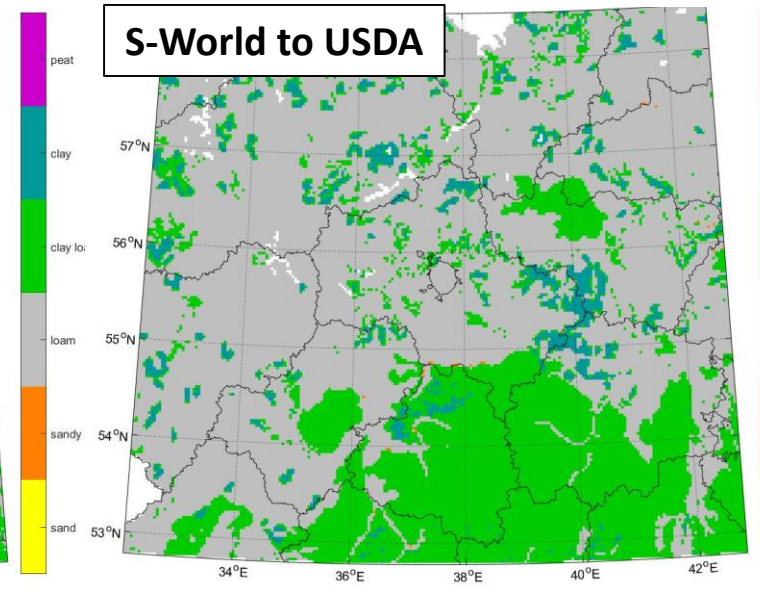 S-World to USDA
peat
clay
clay lo
loam
sandy
sand
57°N
56°N
55°N
54°N
53°N
34°E
36°E
38°E
40°E
42°E